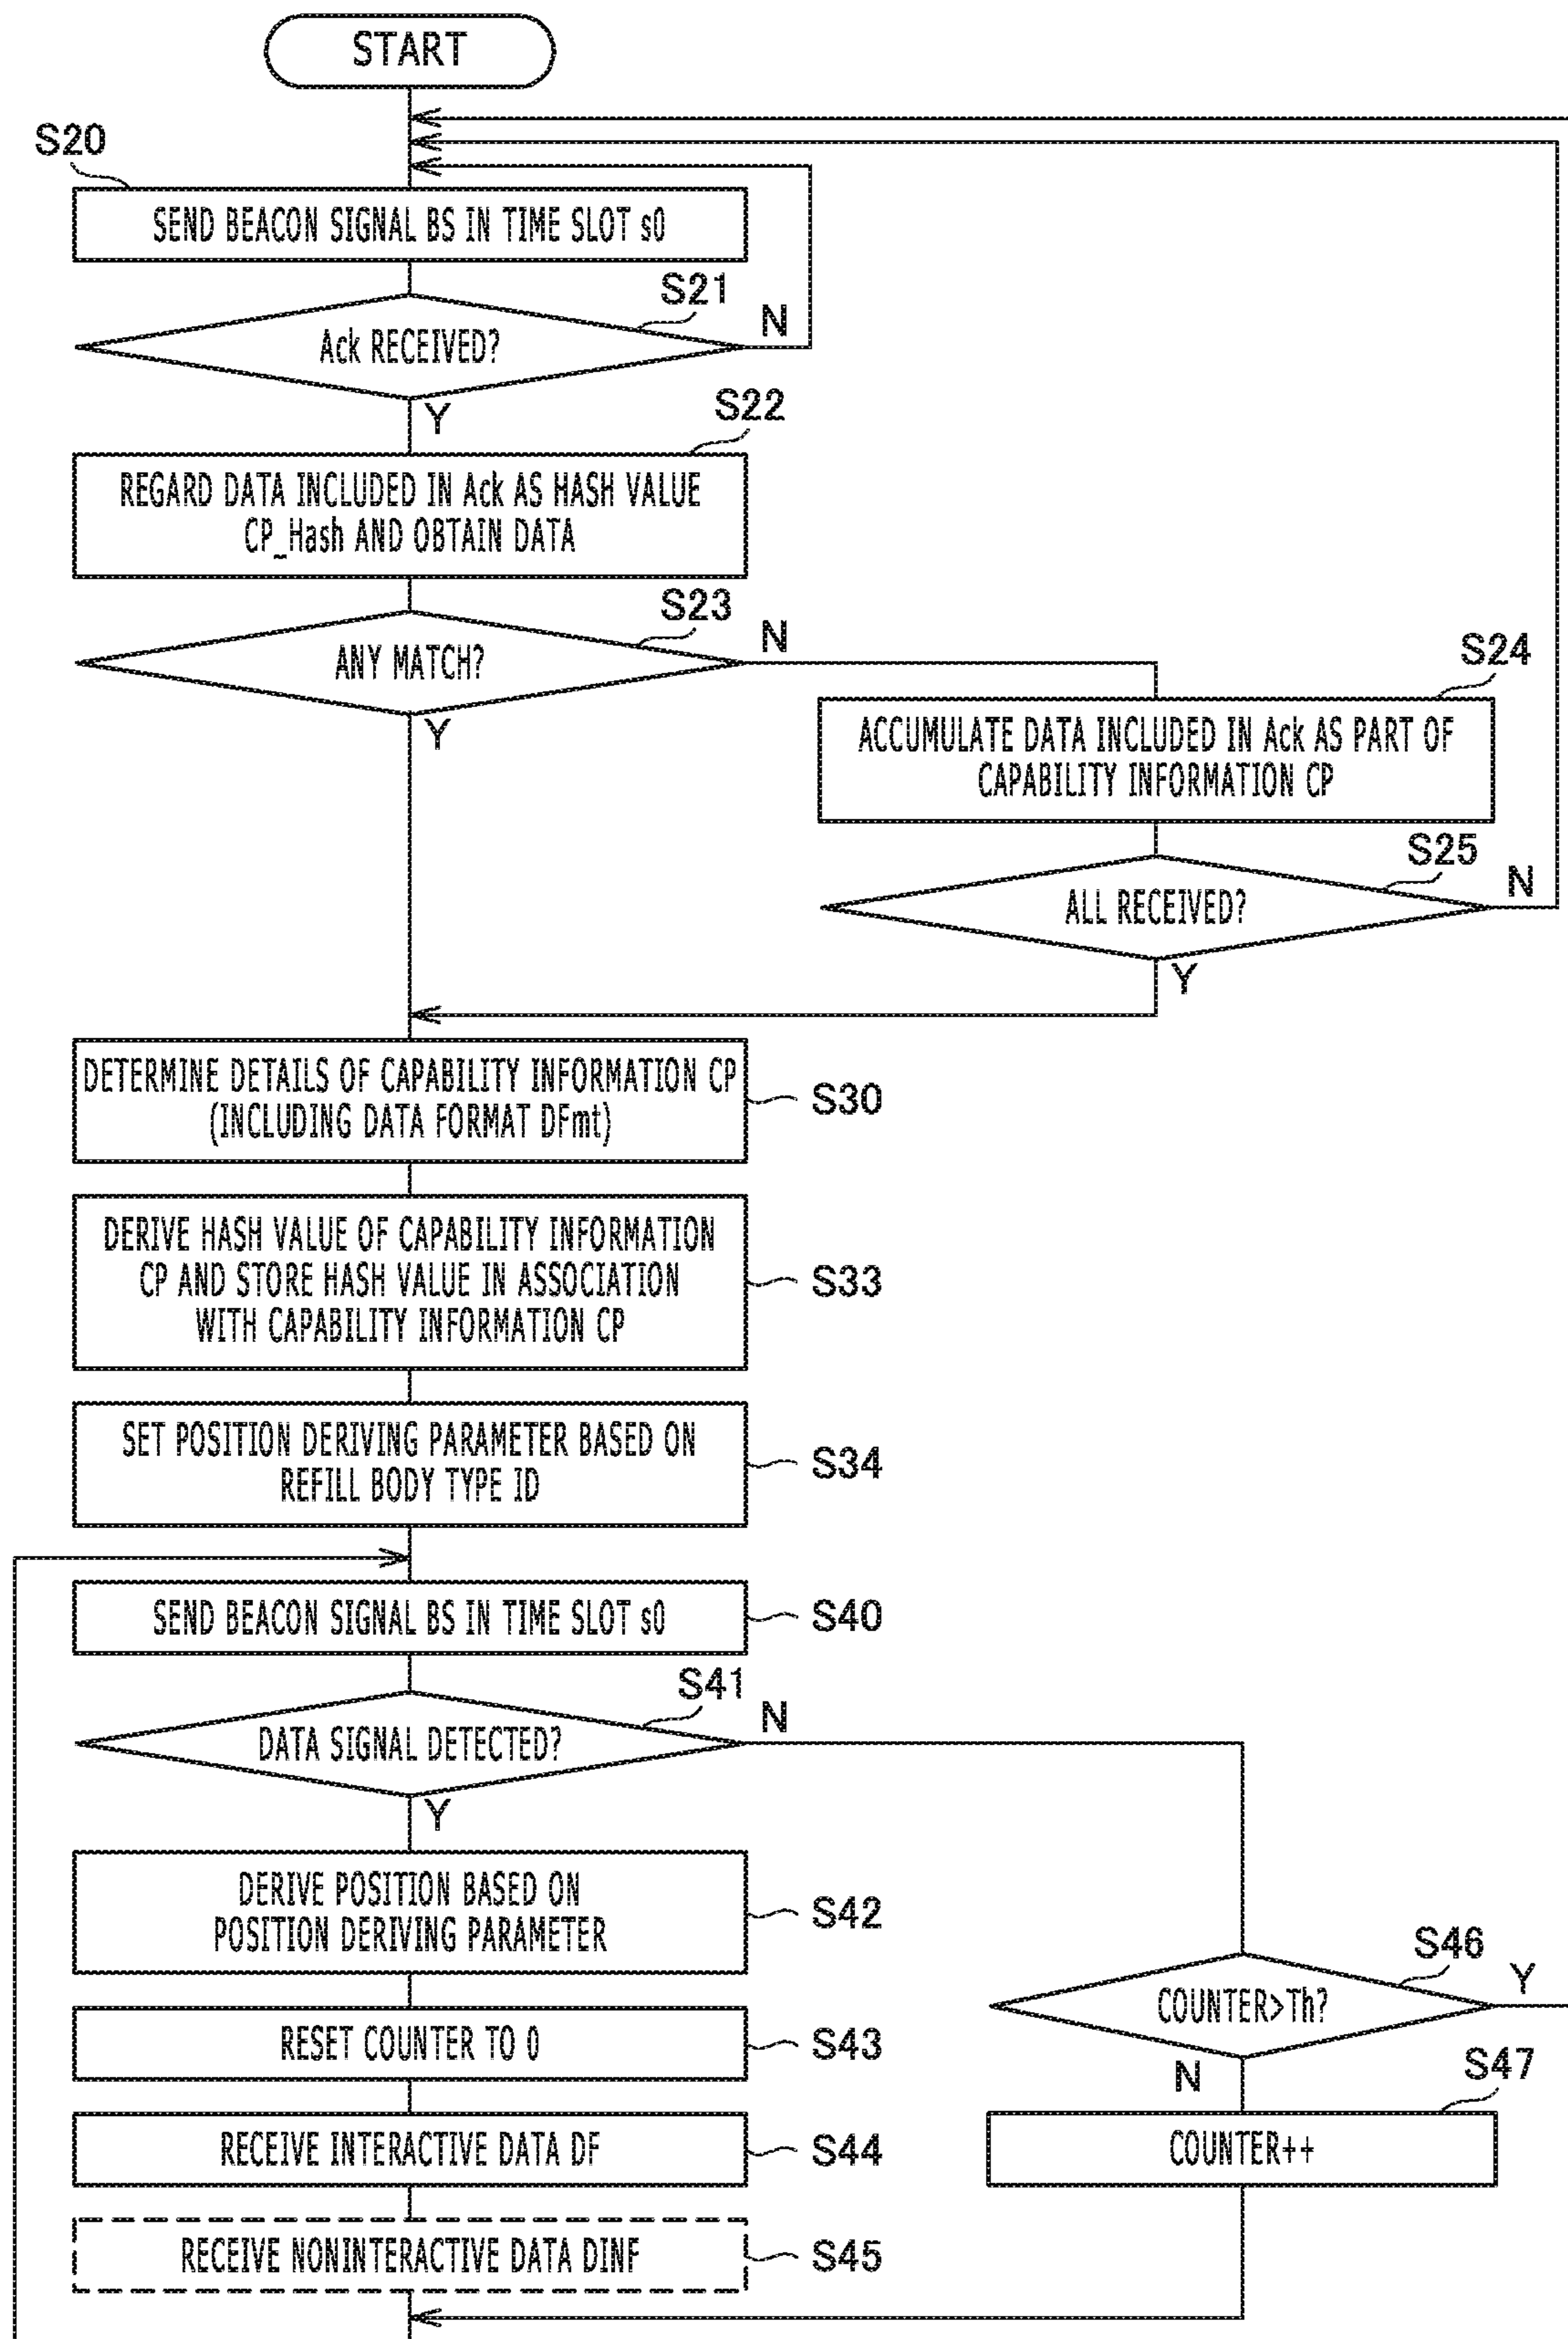 START
S20
SEND BEACON SIGNAL BS IN TIME SLOT s0
S21
Ack RECEIVED?
N
Y
S22
REGARD DATA INCLUDED IN Ack AS HASH VALUE
CP_Hash AND OBTAIN DATA
S23
ANY MATCH?
N
Y
S24
ACCUMULATE DATA INCLUDED IN Ack AS PART OF
CAPABILITY INFORMATION CP
S25
ALL RECEIVED?
N
Y
DETERMINE DETAILS OF CAPABILITY INFORMATION CP
(INCLUDING DATA FORMAT DFmt)
S30
DERIVE HASH VALUE OF CAPABILITY INFORMATION
CP AND STORE HASH VALUE IN ASSOCIATION
WITH CAPABILITY INFORMATION CP
S33
SET POSITION DERIVING PARAMETER BASED ON
REFILL BODY TYPE ID
S34
SEND BEACON SIGNAL BS IN TIME SLOT s0
S40
S41
DATA SIGNAL DETECTED?
N
Y
DERIVE POSITION BASED ON
POSITION DERIVING PARAMETER
S42
RESET COUNTER TO 0
S43
RECEIVE INTERACTIVE DATA DF
S44
RECEIVE NONINTERACTIVE DATA DINF
S45
S46
COUNTER>Th?
Y
N
S47
COUNTER++